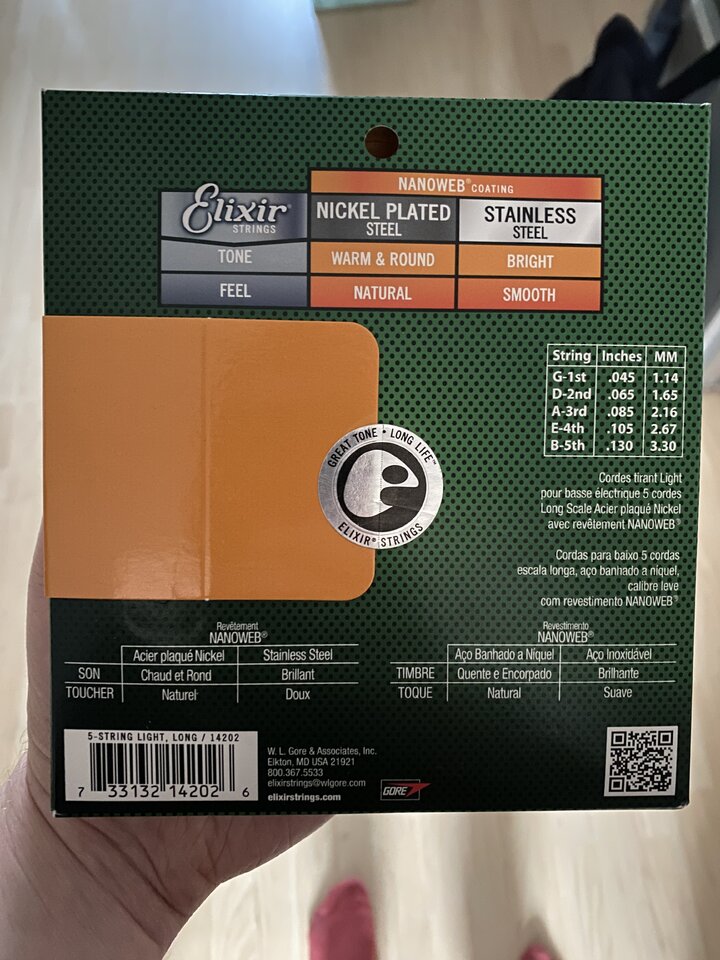 NANOWEB® COATING
Elixir® STRINGS
NICKEL PLATED STEEL
STAINLESS STEEL
TONE WARM & ROUND BRIGHT
FEEL NATURAL SMOOTH
String Inches MM
G-1st .045 1.14
D-2nd .065 1.65
A-3rd .085 2.16
E-4th .105 2.67
B-5th .130 3.30
GREAT TONE • LONG LIFE™
ELIXIR® STRINGS
Cordes tirant Light
pour basse électrique 5 cordes
Long Scale Acier plaqué Nickel
avec revêtement NANOWEB®
Cordas para baixo 5 cordas
escala longa, aço banhado a níquel,
calibre leve
com revestimento NANOWEB®
Revêtement
NANOWEB®
Acier plaqué Nickel Stainless Steel
SON Chaud et Rond Brillant
TOUCHER Naturel Doux
Revestimento
NANOWEB®
Aço Banhado a Níquel Aço Inoxidável
TIMBRE Quente e Encorpado Brilhante
TOQUE Natural Suave
5-STRING LIGHT, LONG / 14202
7 33132 14202 6
W. L. Gore & Associates, Inc.
Elkton, MD USA 21921
800.367.5533
elixirstrings@wlgore.com
elixirstrings.com
GORE